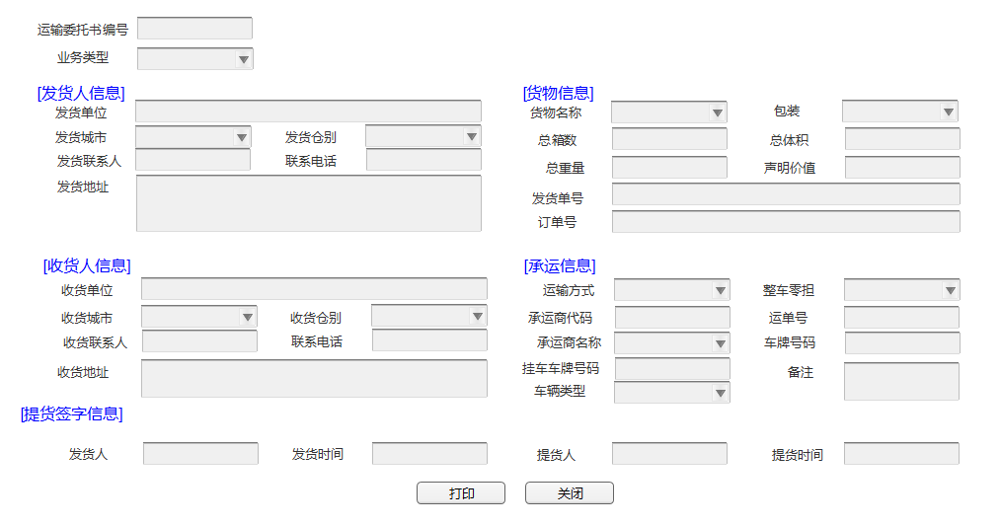 运输委托书编号
业务类型
[发货人信息]
发货单位
发货城市 发货仓别
发货联系人 联系电话
发货地址
[货物信息]
货物名称 包装
总箱数 总体积
总重量 声明价值
发货单号
订单号
[收货人信息]
收货单位
收货城市 收货仓别
收货联系人 联系电话
收货地址
[承运信息]
运输方式 整车零担
承运商代码 运单号
承运商名称 车牌号码
挂车车牌号码 备注
车辆类型
[提货签字信息]
发货人 发货时间 提货人 提货时间
打印 关闭